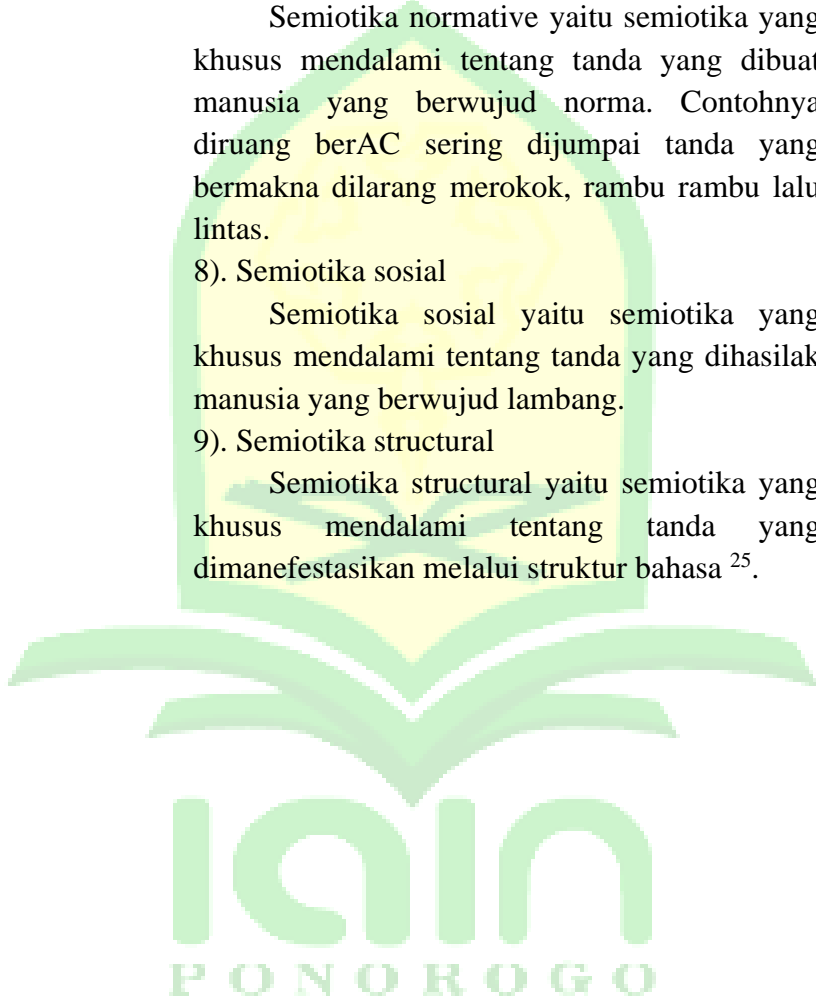 Semiotika normative yaitu semiotika yang
khusus mendalami tentang tanda yang dibuat
manusia yang berwujud norma. Contohnya
diruang berAC sering dijumpai tanda yang
bermakna dilarang merokok, rambu rambu lalu
lintas.
8). Semiotika sosial
Semiotika sosial yaitu semiotika yang
khusus mendalami tentang tanda yang dihasilak
manusia yang berwujud lambang.
9). Semiotika structural
Semiotika structural yaitu semiotika yang
khusus mendalami tentang tanda yang
dimanefestasikan melalui struktur bahasa 25.
iain
PONOROGO